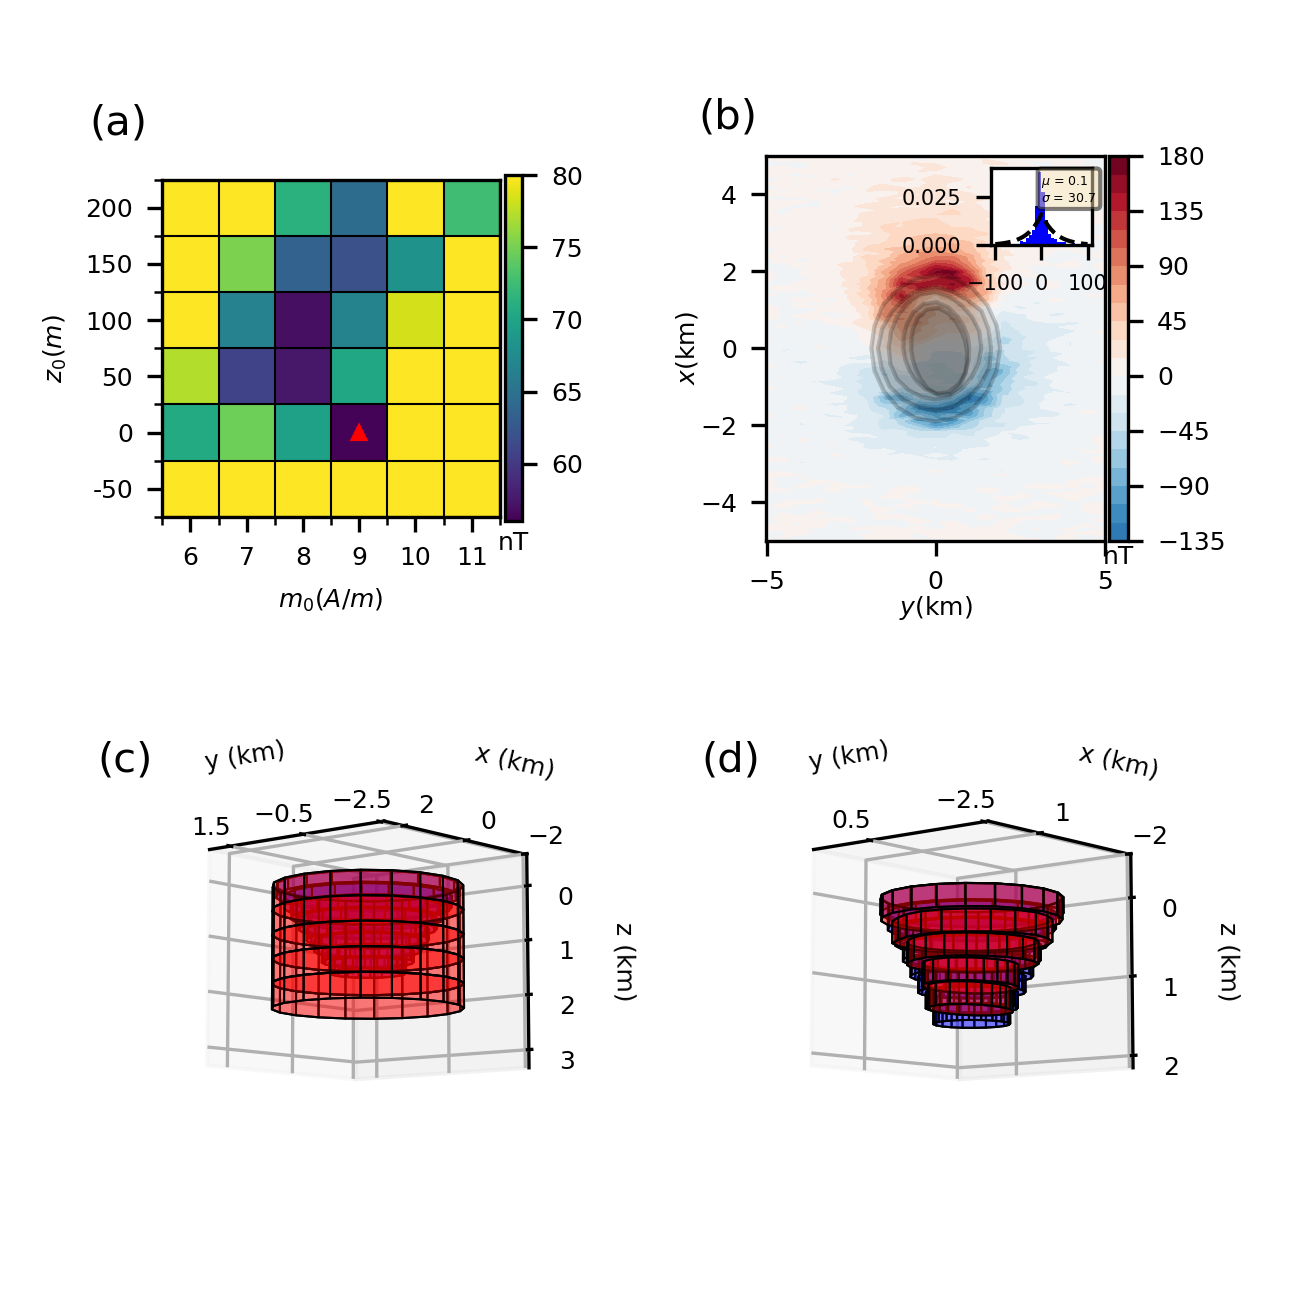 (a)
200
150
100
50
0
-50
z0(m)
6 7 8 9 10 11
m0(A/m)
80
75
70
65
60
nT
(b)
4
2
0
−2
−4
x(km)
−5 0 5
y(km)
0.025
0.000
−100 0 100
μ = 0.1
σ = 30.7
180
135
90
45
0
−45
−90
−135
nT
(c)
y (km)
x (km)
1.5 −0.5 −2.5 2 0 −2
0
1
2
3
z (km)
(d)
y (km)
x (km)
0.5 −2.5 1 −2
0
1
2
z (km)